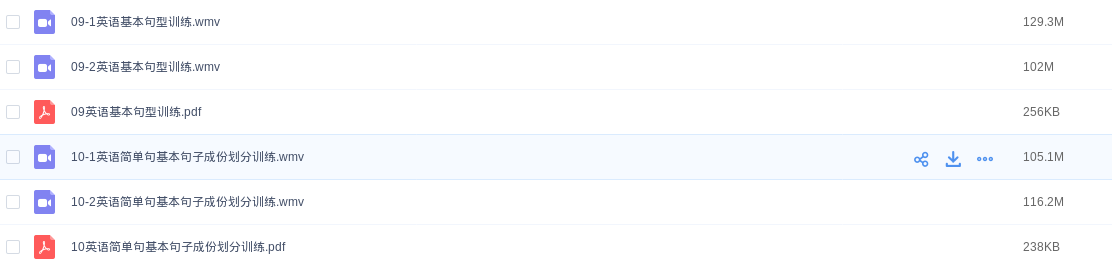 09-1英语基本句型训练.wmv 129.3M
09-2英语基本句型训练.wmv 102M
09英语基本句型训练.pdf 256KB
10-1英语简单句基本句子成份划分训练.wmv 105.1M
10-2英语简单句基本句子成份划分训练.wmv 116.2M
10英语简单句基本句子成份划分训练.pdf 238KB